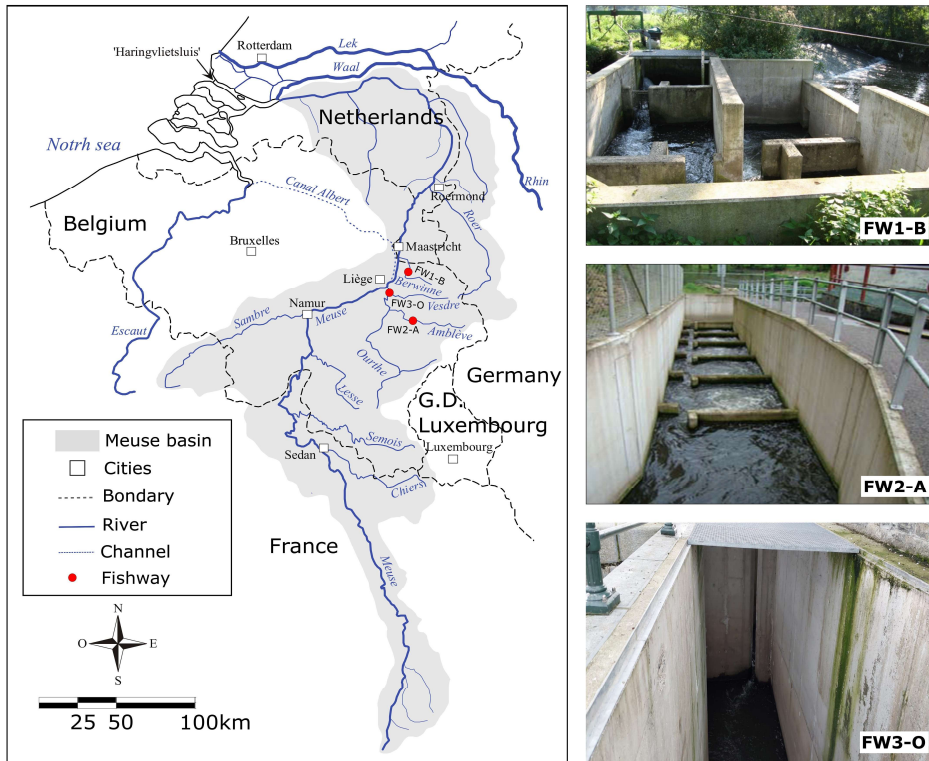 'Haringvlietsluis'
Rotterdam
Lek
Waal
Netherlands
Notrh sea
Rhin
Canal Albert
Roermond
Roer
Belgium
Bruxelles
Maastricht
FW1-B
Berwinne
Liège
FW3-O
Vesdre
Namur
Meuse
Sambre
FW2-A
Amblève
Escaut
Ourthe
Germany
Lesse
G.D.
Luxembourg
Semois
Luxembourg
Sedan
Chiers
France
Meuse
Meuse basin
Cities
Bondary
River
Channel
Fishway
N
O
E
S
25 50 100km
FW1-B
FW2-A
FW3-O